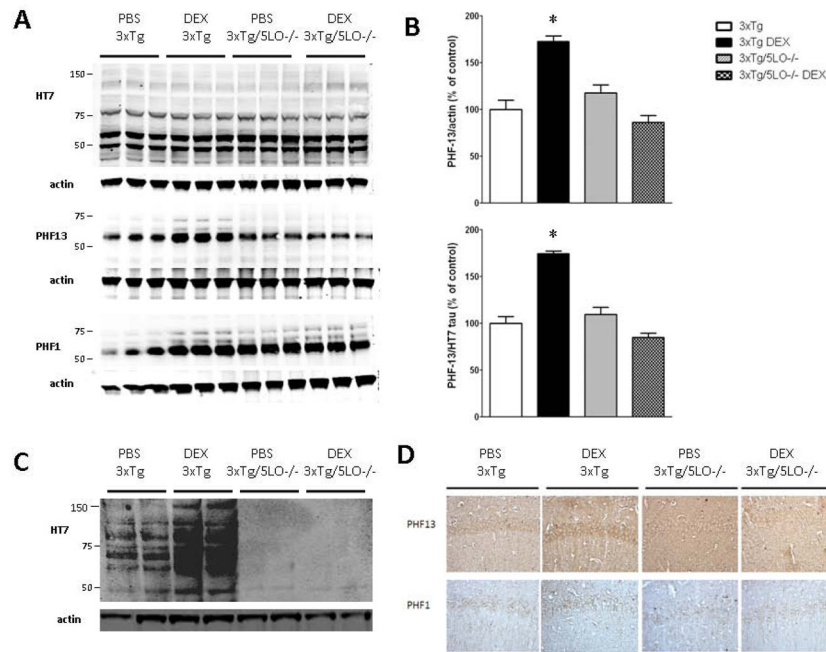 A
PBS DEX PBS DEX
3xTg 3xTg 3xTg/5LO-/- 3xTg/5LO-/-
150
HT7
75
50
actin
75
PHF13
50
actin
75
PHF1
50
actin
B
PHF-13/actin (% of control)
200
150
100
50
0
*
3xTg
3xTg DEX
3xTg/5LO-/-
3xTg/5LO-/- DEX
PHF-13/HT7 tau (% of control)
200
150
100
50
0
*
C
PBS DEX PBS DEX
3xTg 3xTg 3xTg/5LO-/- 3xTg/5LO-/-
150
HT7
75
50
actin
D
PBS DEX PBS DEX
3xTg 3xTg 3xTg/5LO-/- 3xTg/5LO-/-
PHF13
PHF1